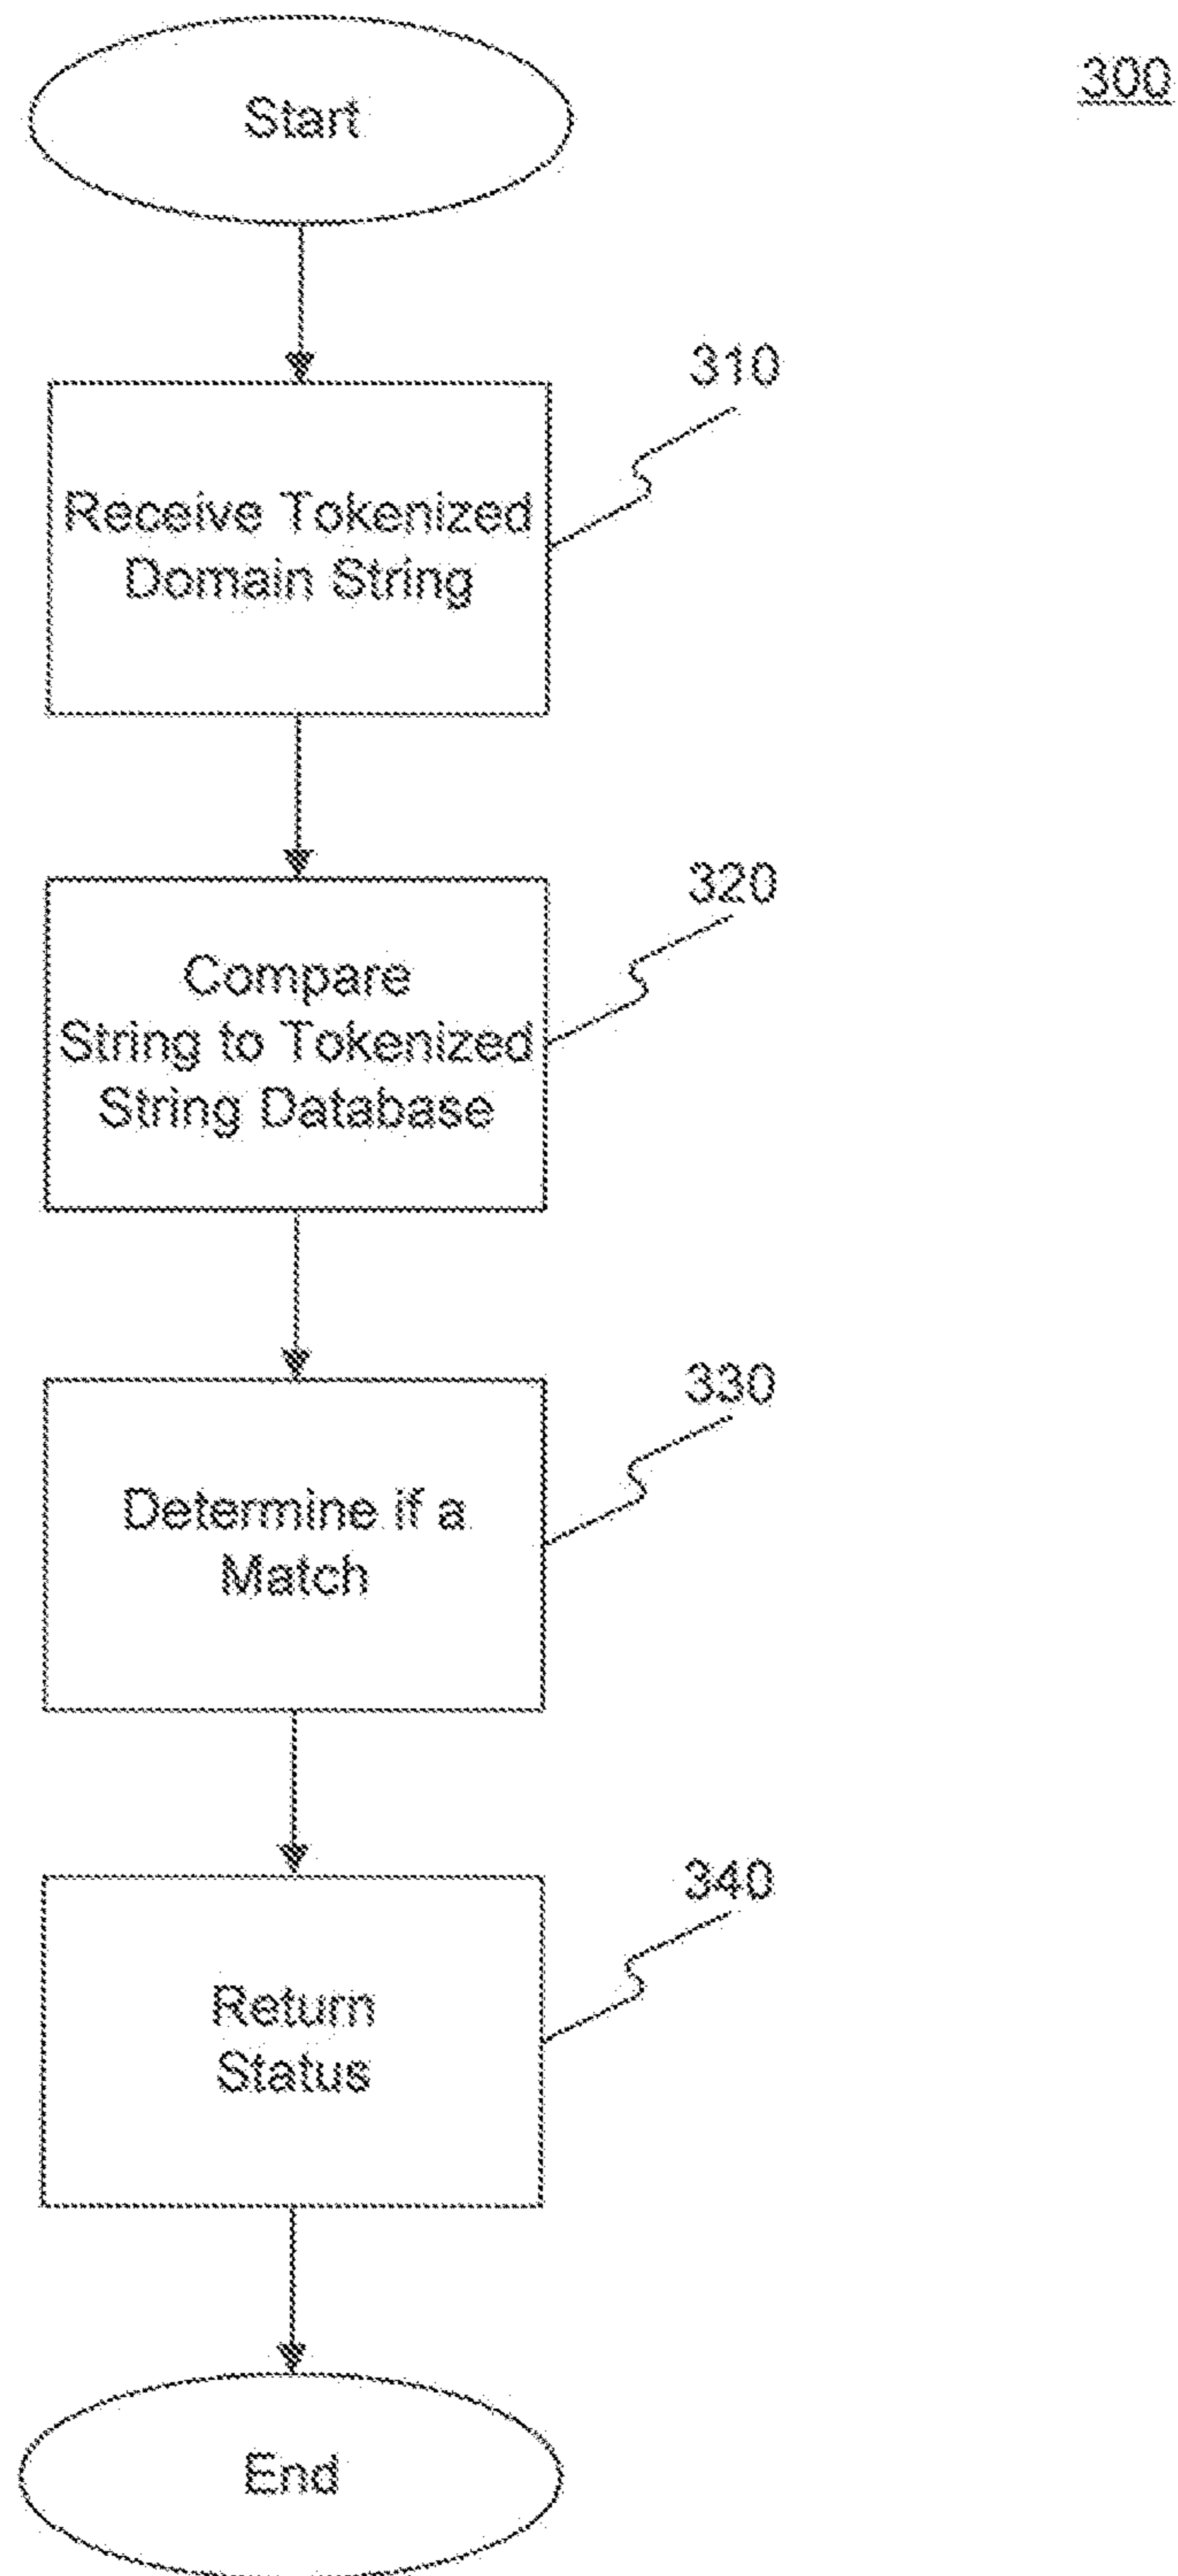 300
Start
310
Receive Tokenized
Domain String
320
Compare
String to Tokenized
String Database
330
Determine if a
Match
340
Return
Status
End